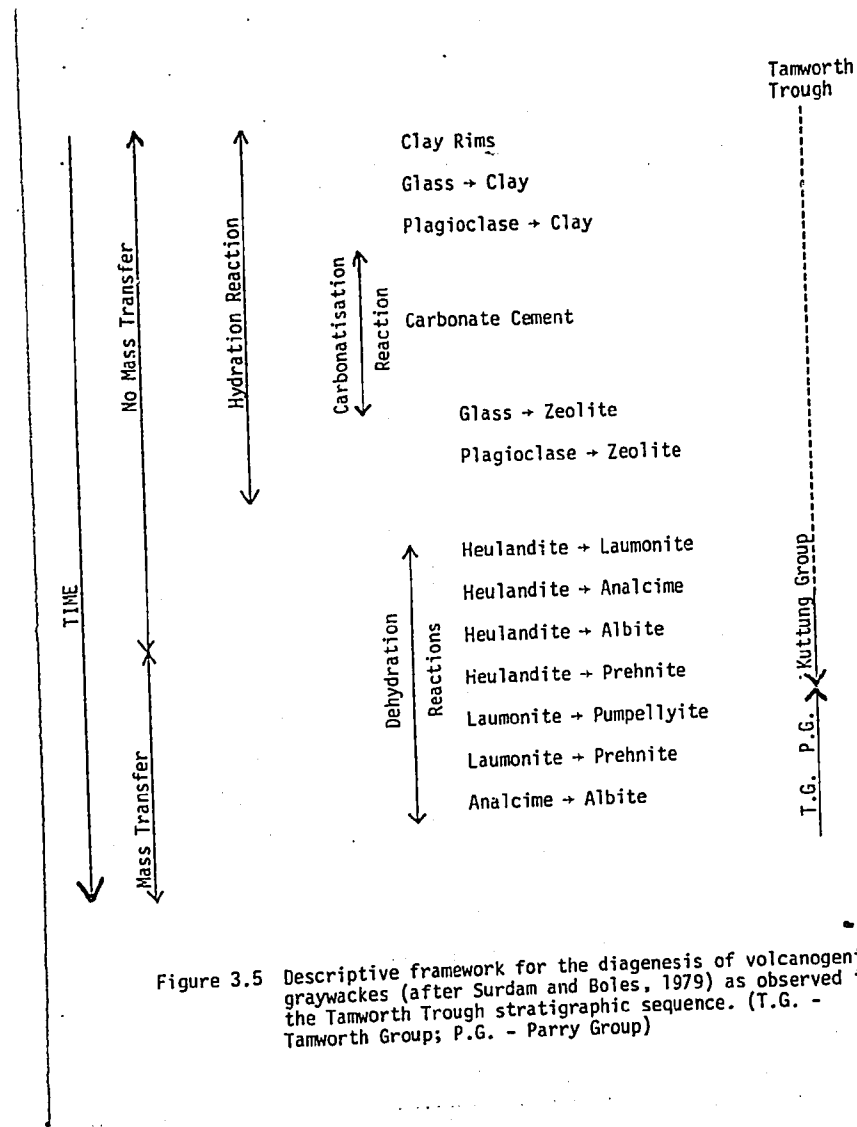 Tamworth
Trough
Clay Rims
Glass → Clay
Plagioclase → Clay
No Mass Transfer
Hydration Reaction
Carbonatisation
Reaction
Carbonate Cement
Glass → Zeolite
Plagioclase → Zeolite
TIME
Heulandite → Laumonite
Heulandite → Analcime
Heulandite → Albite
Heulandite → Prehnite
Laumonite → Pumpellyite
Laumonite → Prehnite
Analcime → Albite
Dehydration
Reactions
Mass Transfer
Kuttung Group
T.G. P.G.
Figure 3.5 Descriptive framework for the diagenesis of volcanogeni
graywackes (after Surdam and Boles, 1979) as observed
the Tamworth Trough stratigraphic sequence. (T.G. -
Tamworth Group; P.G. - Parry Group)